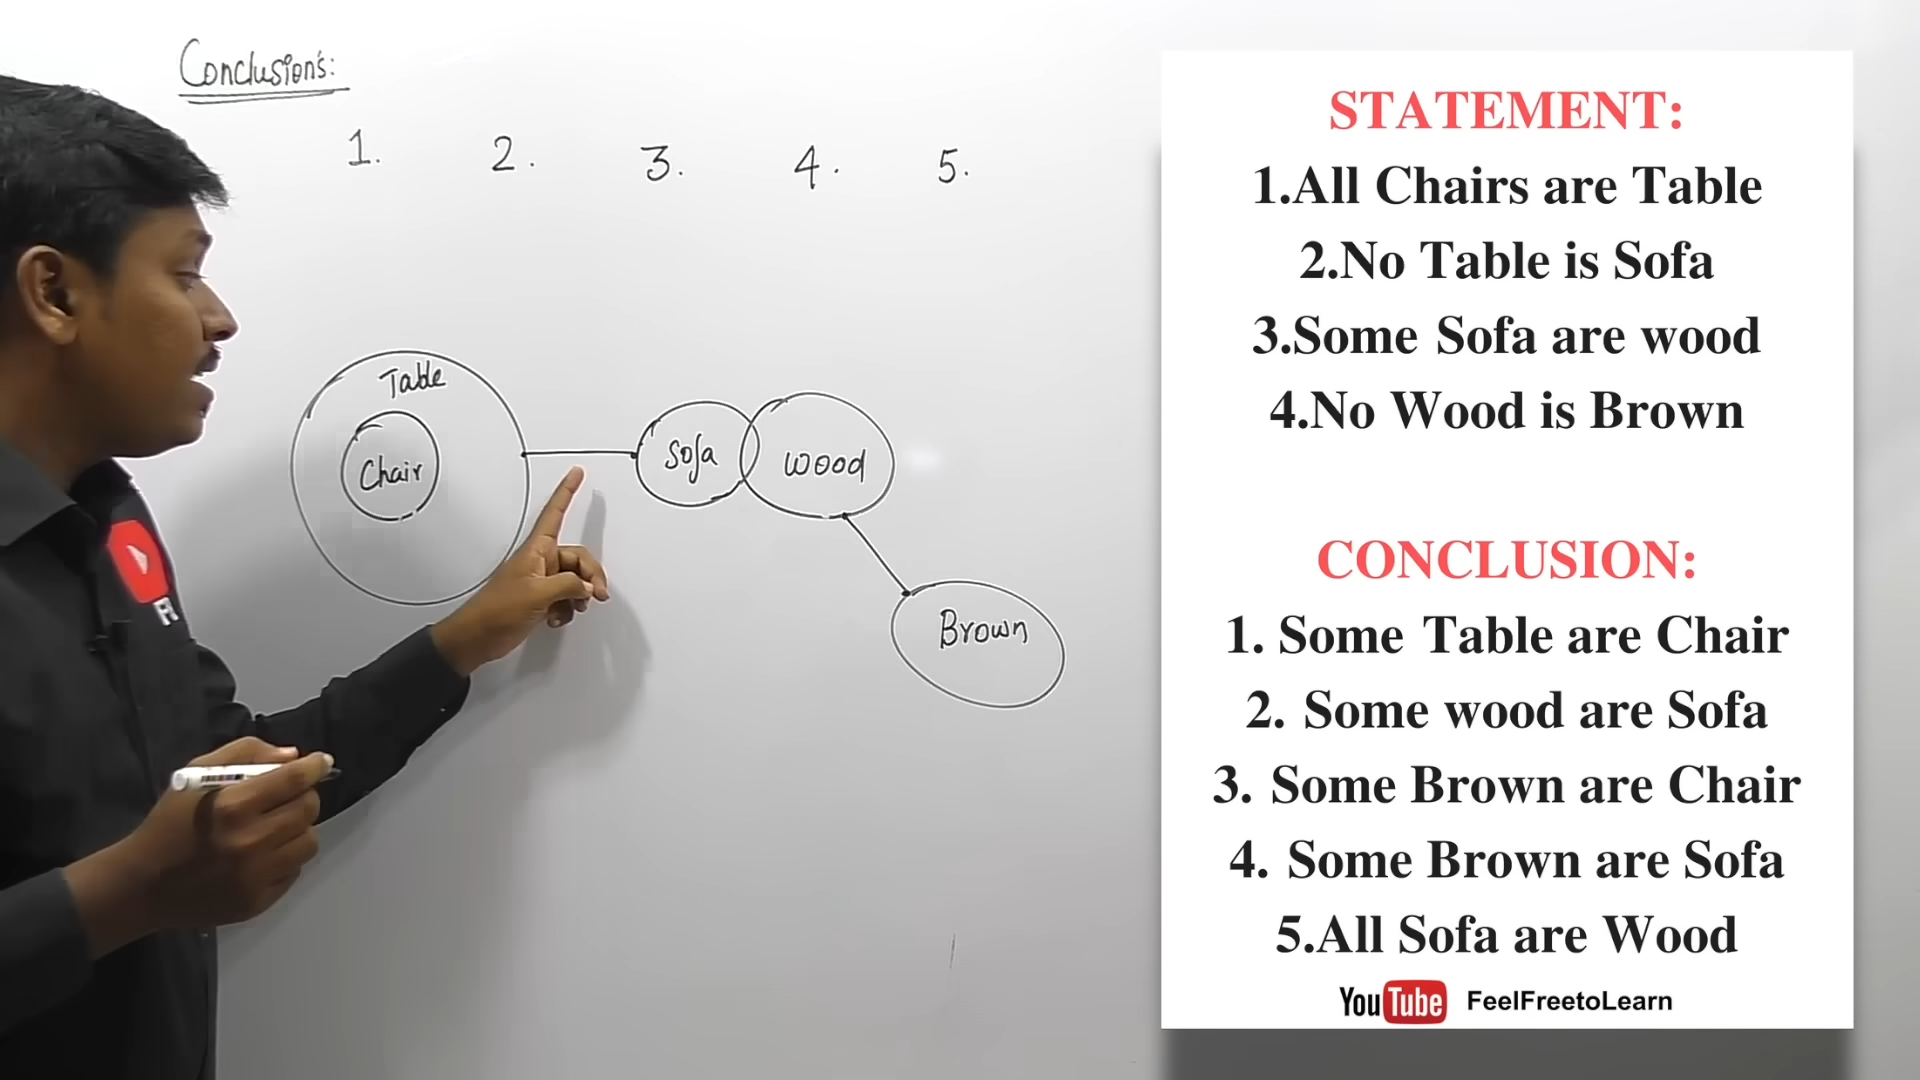 Conclusions:
1. 2. 3. 4. 5.
Table
Chair
Sofa
wood
Brown
STATEMENT:
1.All Chairs are Table
2.No Table is Sofa
3.Some Sofa are wood
4.No Wood is Brown
CONCLUSION:
1. Some Table are Chair
2. Some wood are Sofa
3. Some Brown are Chair
4. Some Brown are Sofa
5.All Sofa are Wood
YouTube FeelFreetoLearn